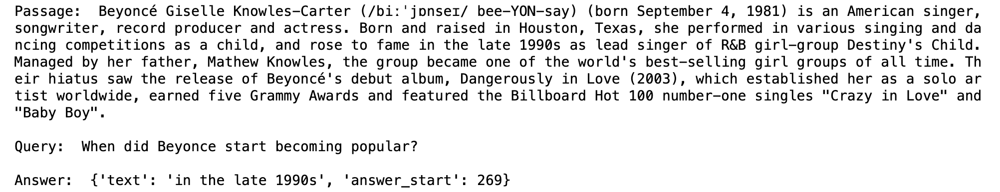 Passage:  Beyoncé Giselle Knowles-Carter (/biːˈjɒnseɪ/ bee-YON-say) (born September 4, 1981) is an American singer,
songwriter, record producer and actress. Born and raised in Houston, Texas, she performed in various singing and da
ncing competitions as a child, and rose to fame in the late 1990s as lead singer of R&B girl-group Destiny's Child.
Managed by her father, Mathew Knowles, the group became one of the world's best-selling girl groups of all time. Th
eir hiatus saw the release of Beyoncé's debut album, Dangerously in Love (2003), which established her as a solo ar
tist worldwide, earned five Grammy Awards and featured the Billboard Hot 100 number-one singles "Crazy in Love" and
"Baby Boy".
Query:  When did Beyonce start becoming popular?
Answer:  {'text': 'in the late 1990s', 'answer_start': 269}